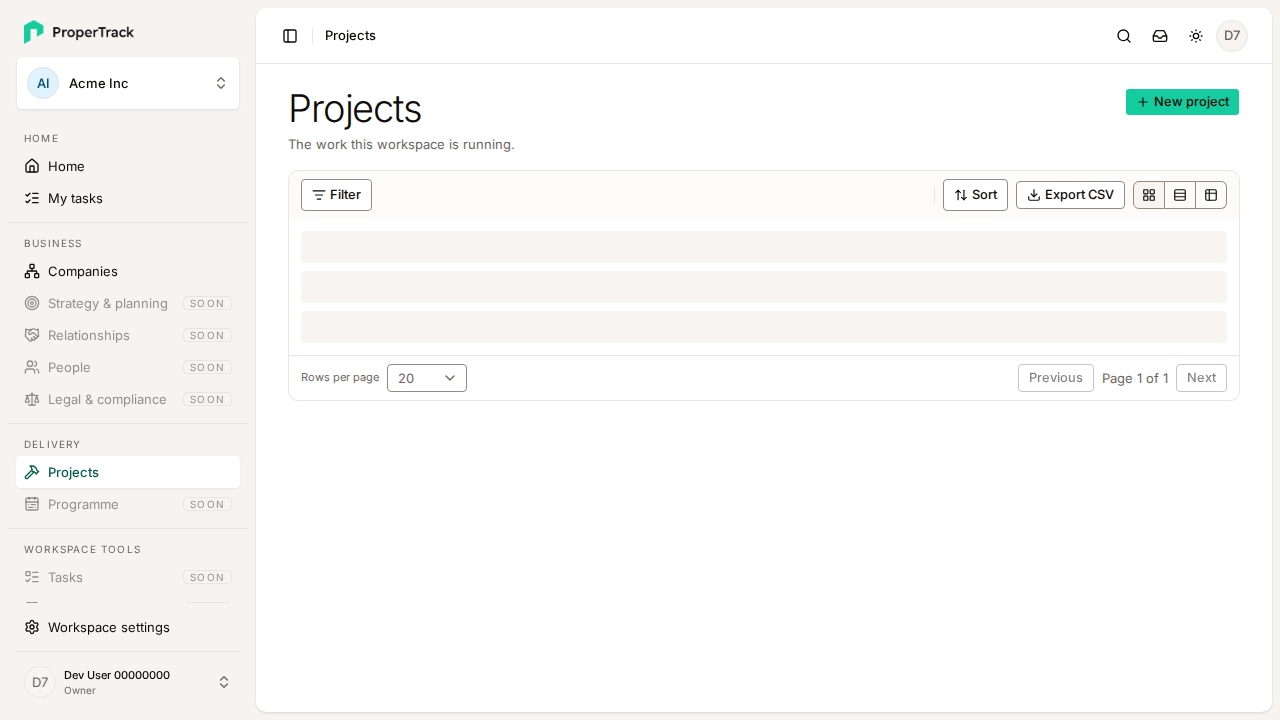 ProperTrack
AI
Acme Inc
HOME
Home
My tasks
BUSINESS
Companies
Strategy & planning SOON
Relationships SOON
People SOON
Legal & compliance SOON
DELIVERY
Projects
Programme SOON
WORKSPACE TOOLS
Tasks SOON
Workspace settings
D7
Dev User 00000000
Owner
Projects
D7
Projects
New project
The work this workspace is running.
Filter
Sort
Export CSV
Rows per page 20
Previous
Page 1 of 1
Next